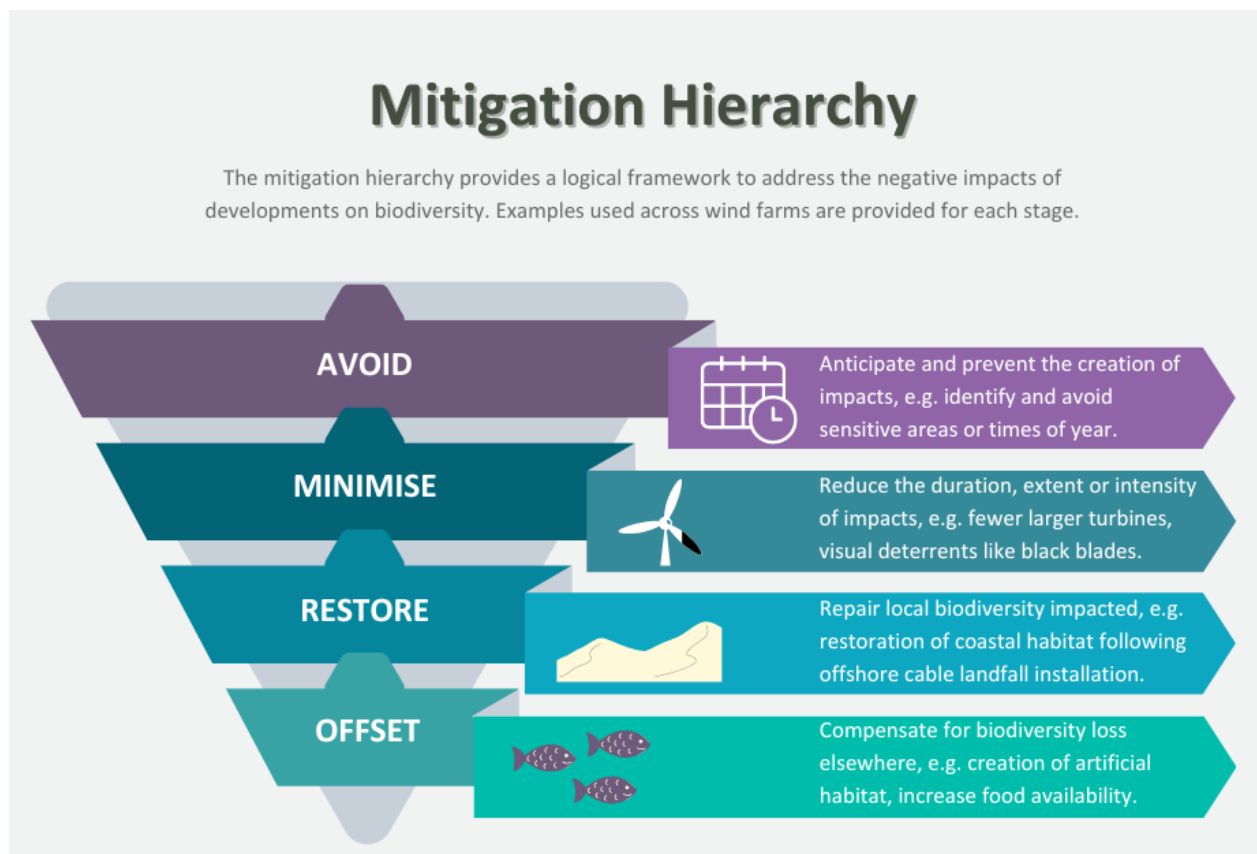 Mitigation Hierarchy
The mitigation hierarchy provides a logical framework to address the negative impacts of
developments on biodiversity. Examples used across wind farms are provided for each stage.
AVOID
Anticipate and prevent the creation of
impacts, e.g. identify and avoid
sensitive areas or times of year.
MINIMISE
Reduce the duration, extent or intensity
of impacts, e.g. fewer larger turbines,
visual deterrents like black blades.
RESTORE
Repair local biodiversity impacted, e.g.
restoration of coastal habitat following
offshore cable landfall installation.
OFFSET
Compensate for biodiversity loss
elsewhere, e.g. creation of artificial
habitat, increase food availability.